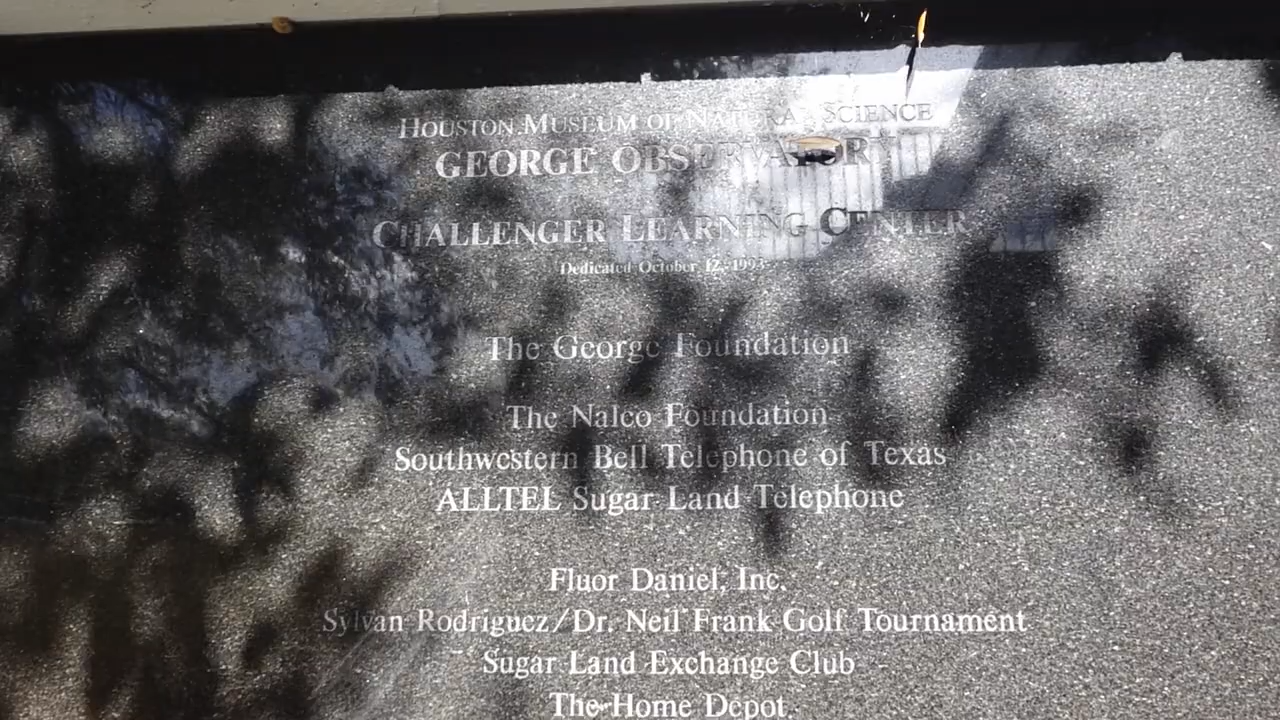 HOUSTON MUSEUM OF NATURAL SCIENCE
GEORGE OBSERVATORY
CHALLENGER LEARNING CENTER
Dedicated October 12, 1993
The George Foundation
The Nalco Foundation
Southwestern Bell Telephone of Texas
ALLTEL Sugar Land Telephone
Fluor Daniel, Inc.
Sylvan Rodriguez/Dr. Neil Frank Golf Tournament
Sugar Land Exchange Club
The Home Depot